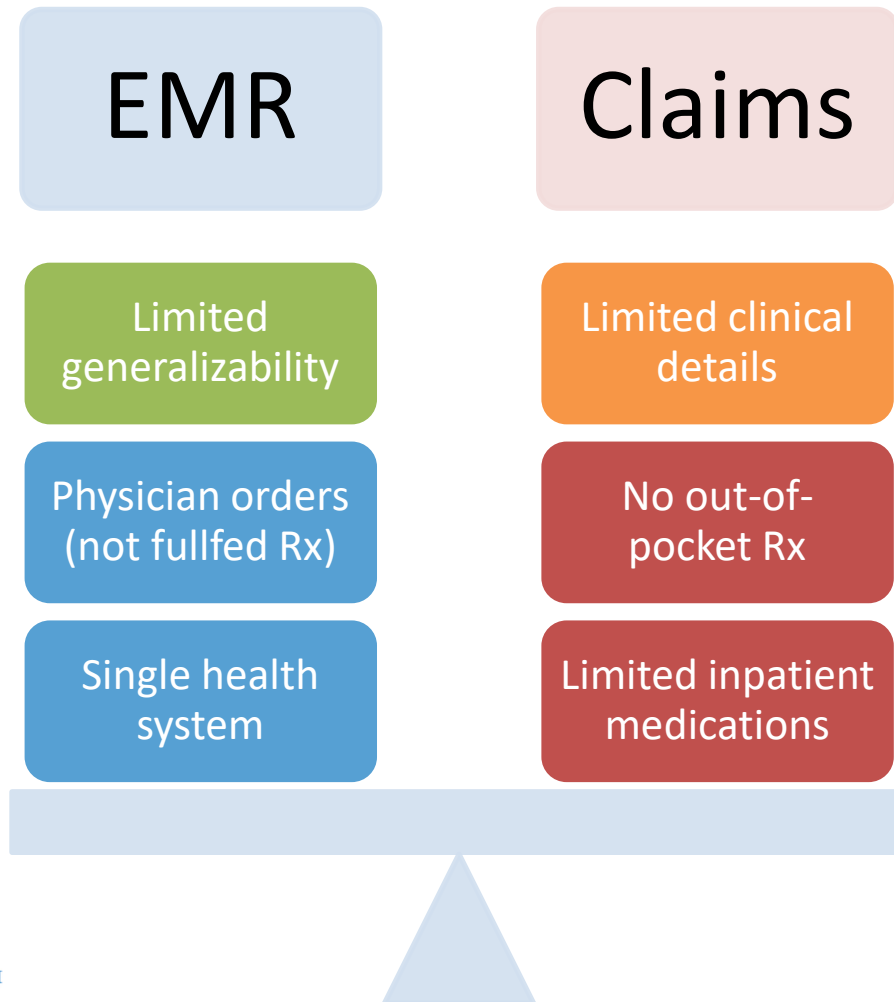 EMR
Claims
Limited
generalizability
Limited clinical
details
Physician orders
(not fullfed Rx)
No out-of-
pocket Rx
Single health
system
Limited inpatient
medications